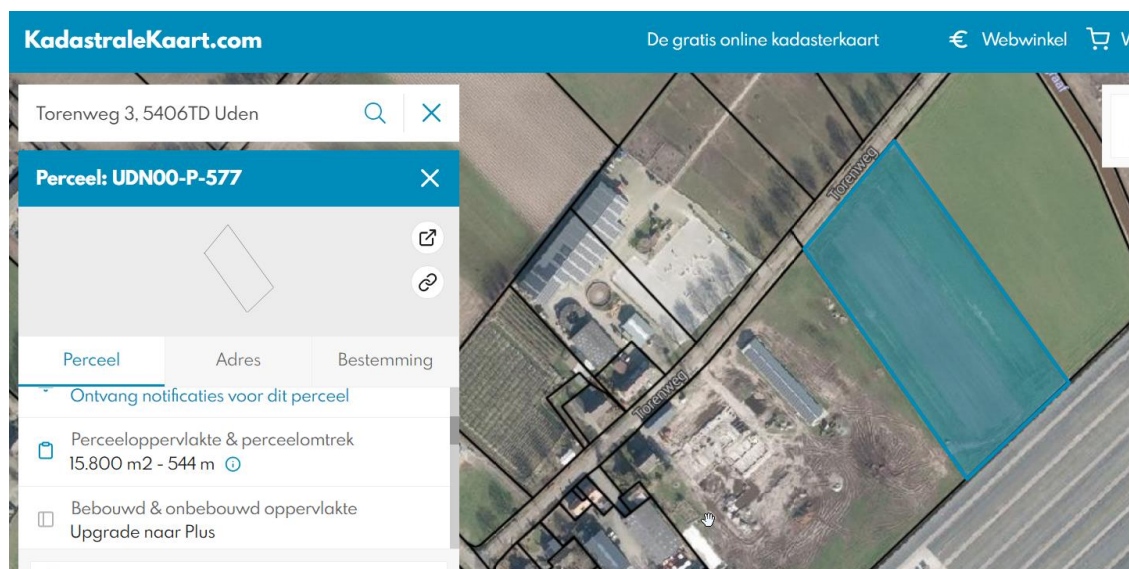 KadastraleKaart.com
De gratis online kadasterkaart
€ Webwinkel
Torenweg 3, 5406TD Uden
Perceel: UDN00-P-577
Perceel Adres Bestemming
Ontvang notificaties voor dit perceel
Perceeloppervlakte & perceelomtrek
15.800 m2 - 544 m
Bebouwd & onbebouwd oppervlakte
Upgrade naar Plus
Torenweg
Torenweg